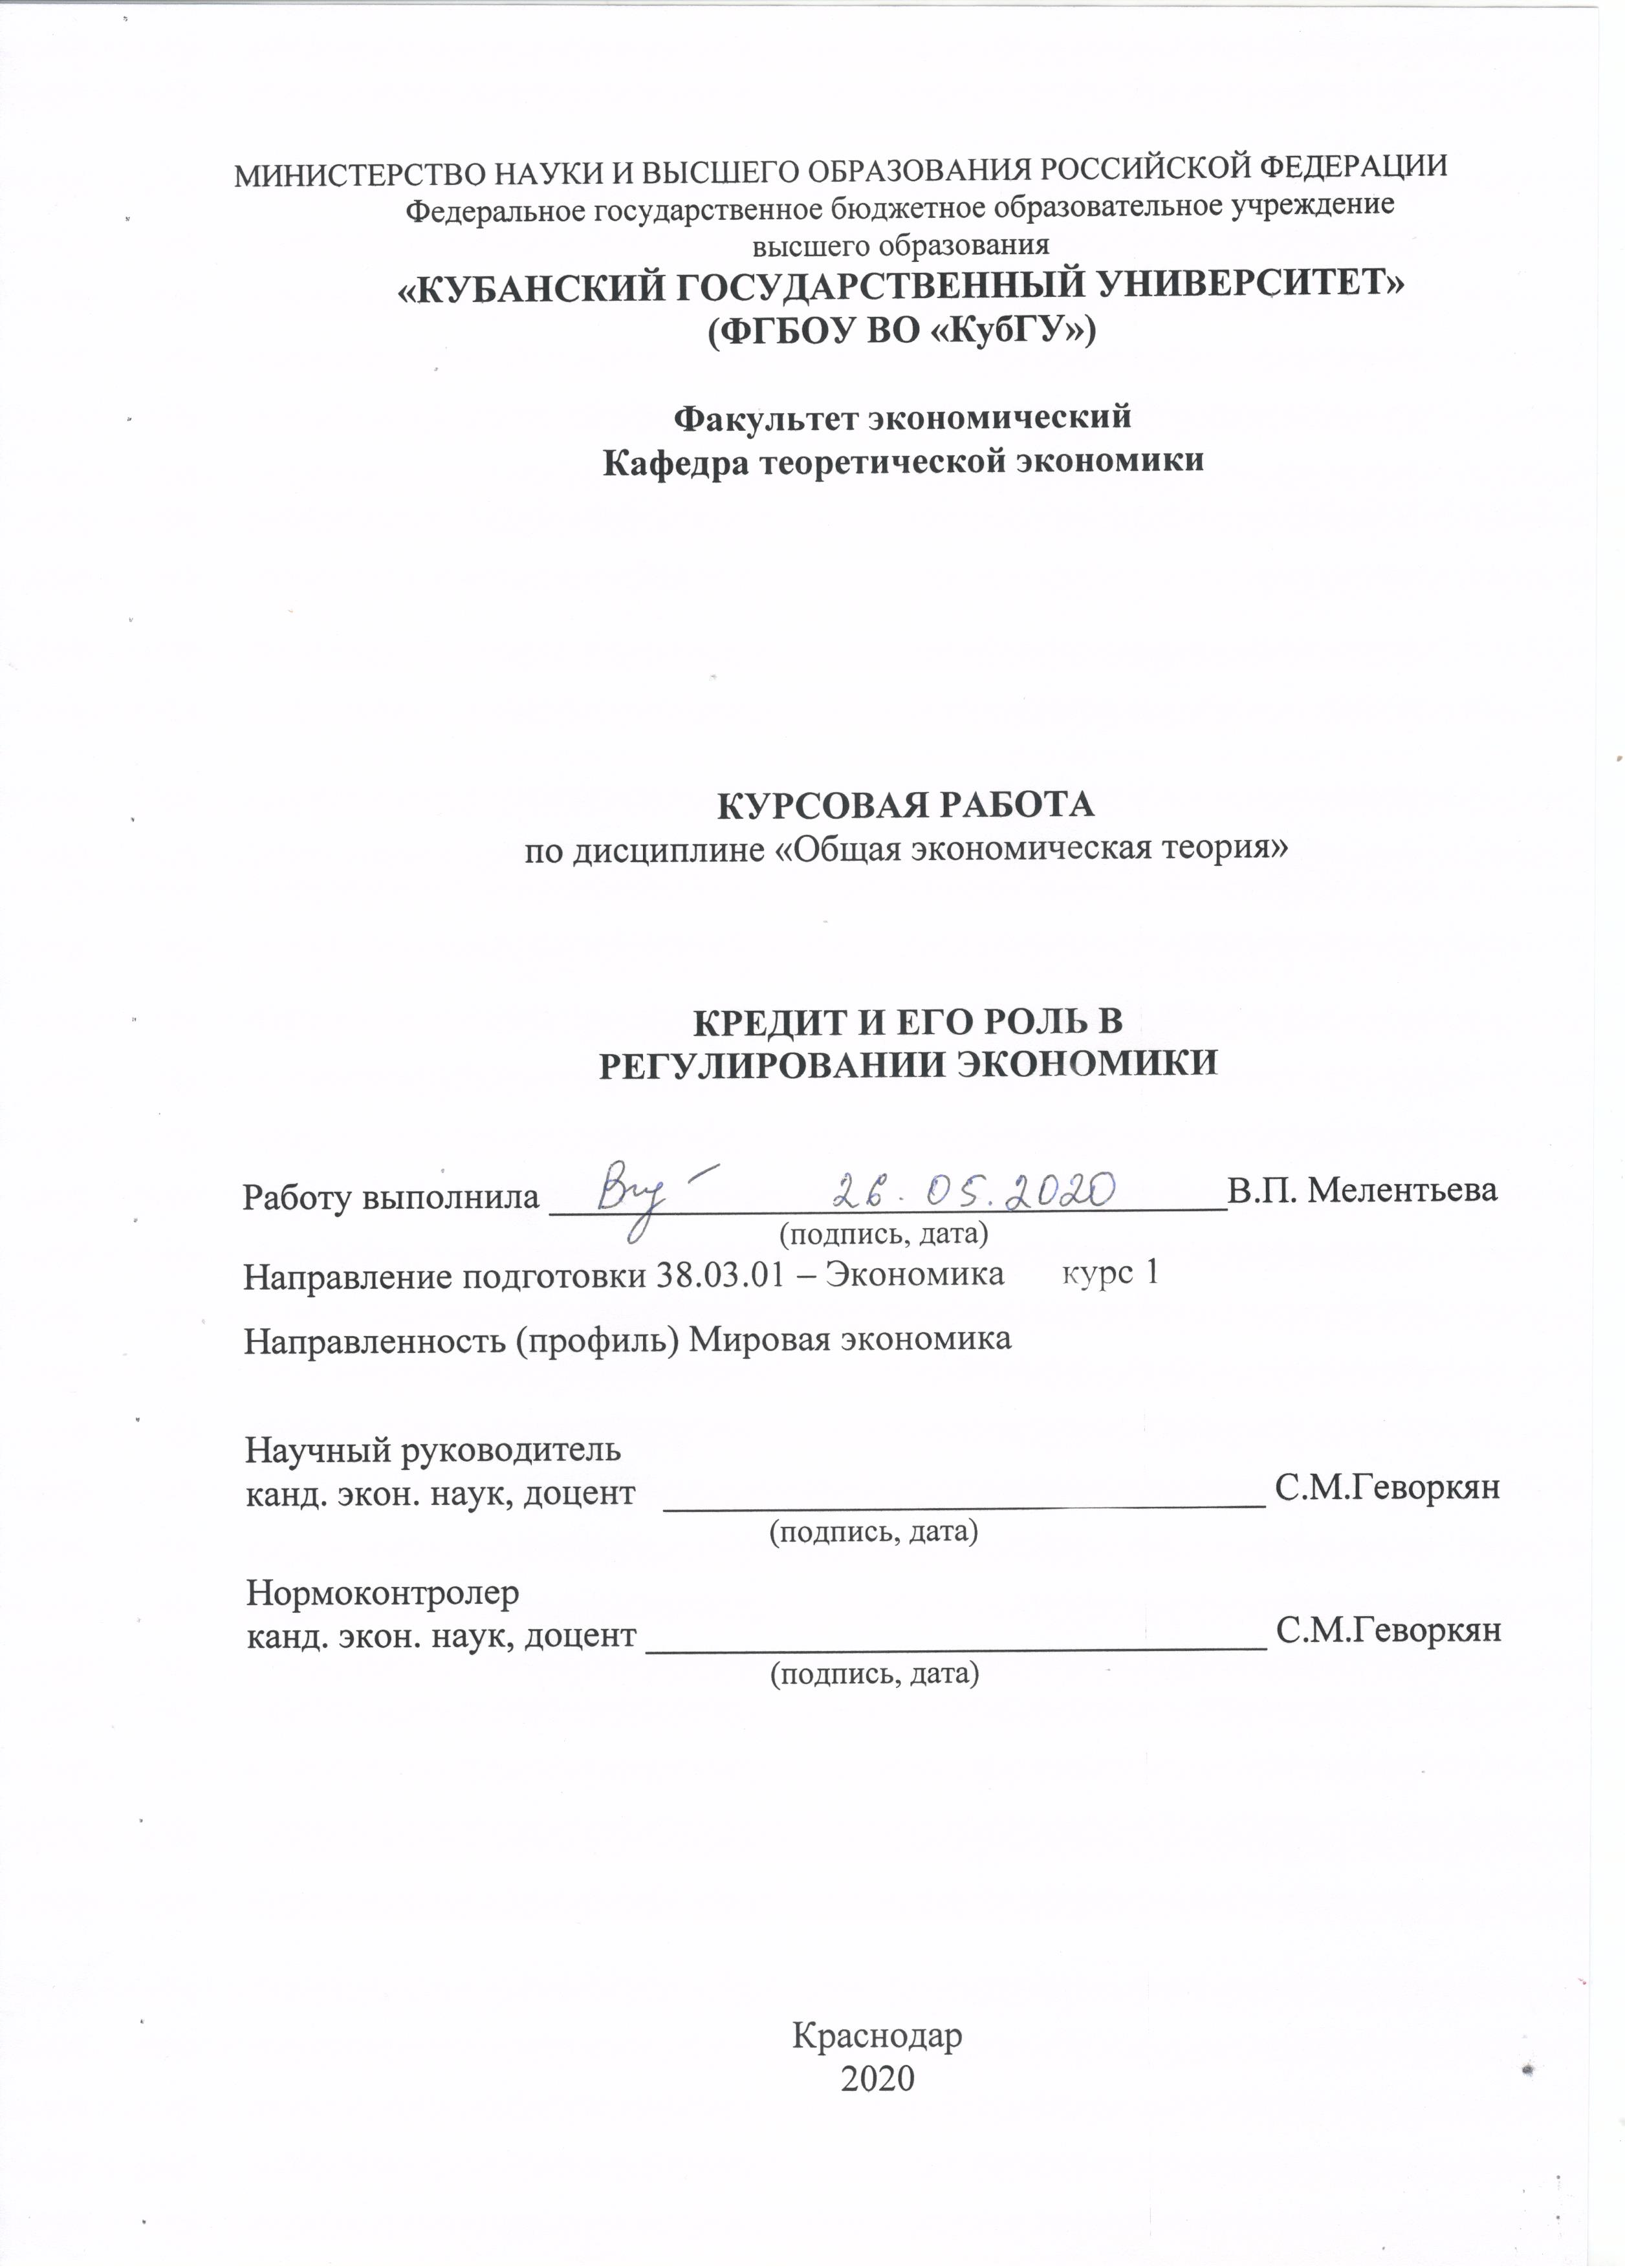 МИНИСТЕРСТВО НАУКИ И ВЫСШЕГО ОБРАЗОВАНИЯ РОССИЙСКОЙ ФЕДЕРАЦИИ
Федеральное государственное бюджетное образовательное учреждение
высшего образования
«КУБАНСКИЙ ГОСУДАРСТВЕННЫЙ УНИВЕРСИТЕТ»
(ФГБОУ ВО «КубГУ»)
Факультет экономический
Кафедра теоретической экономики
КУРСОВАЯ РАБОТА
по дисциплине «Общая экономическая теория»
КРЕДИТ И ЕГО РОЛЬ В
РЕГУЛИРОВАНИИ ЭКОНОМИКИ
Работу выполнила 26.05.2020 В.П. Мелентьева
(подпись, дата)
Направление подготовки 38.03.01 – Экономика курс 1
Направленность (профиль) Мировая экономика
Научный руководитель
канд. экон. наук, доцент С.М.Геворкян
(подпись, дата)
Нормоконтролер
канд. экон. наук, доцент С.М.Геворкян
(подпись, дата)
Краснодар
2020